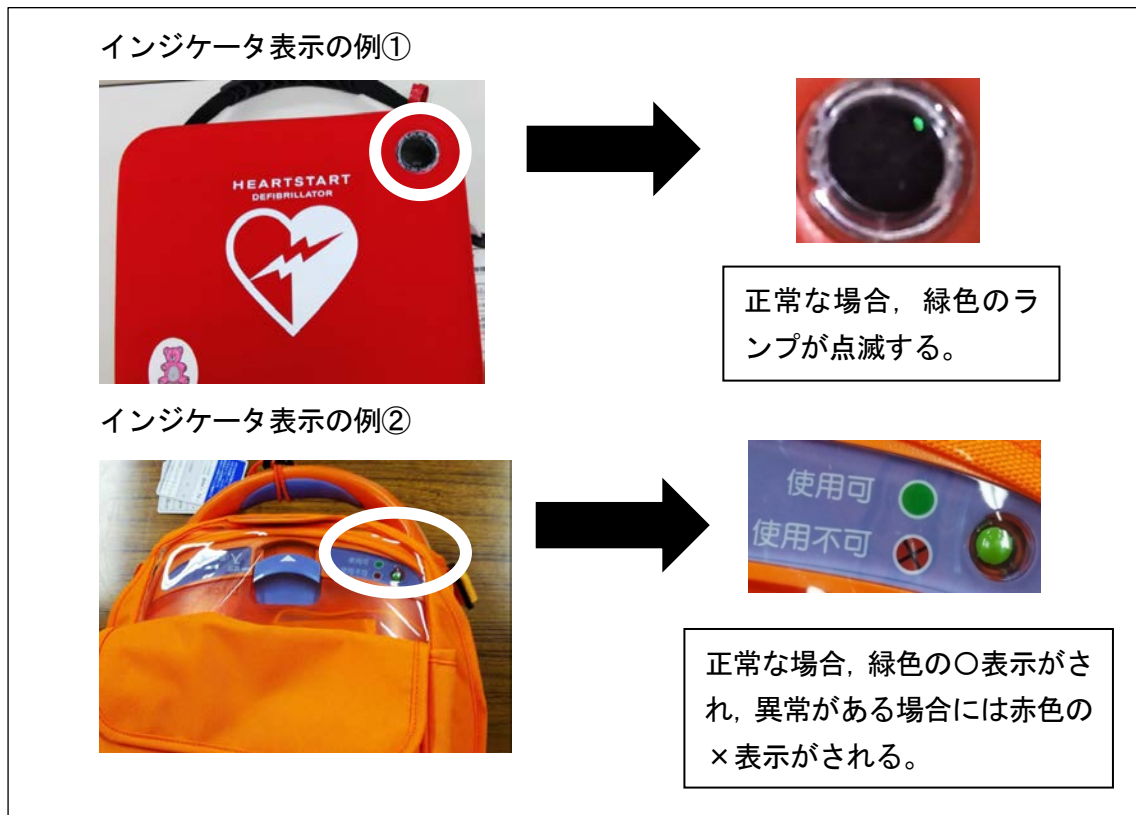 インジケータ表示の例①
HEARTSTART
DEFIBRILLATOR
正常な場合，緑色のラ
ンプが点滅する。
インジケータ表示の例②
使用可
使用不可
使用可
正常な場合，緑色の〇表示がさ
れ，異常がある場合には赤色の
×表示がされる。